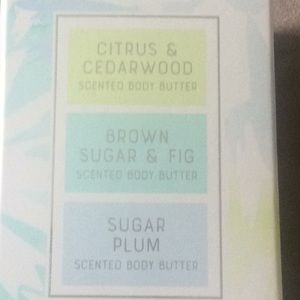 CITRUS &
CEDARWOOD
SCENTED BODY BUTTER
BROWN
SUGAR & FIG
SCENTED BODY BUTTER
SUGAR
PLUM
SCENTED BODY BUTTER